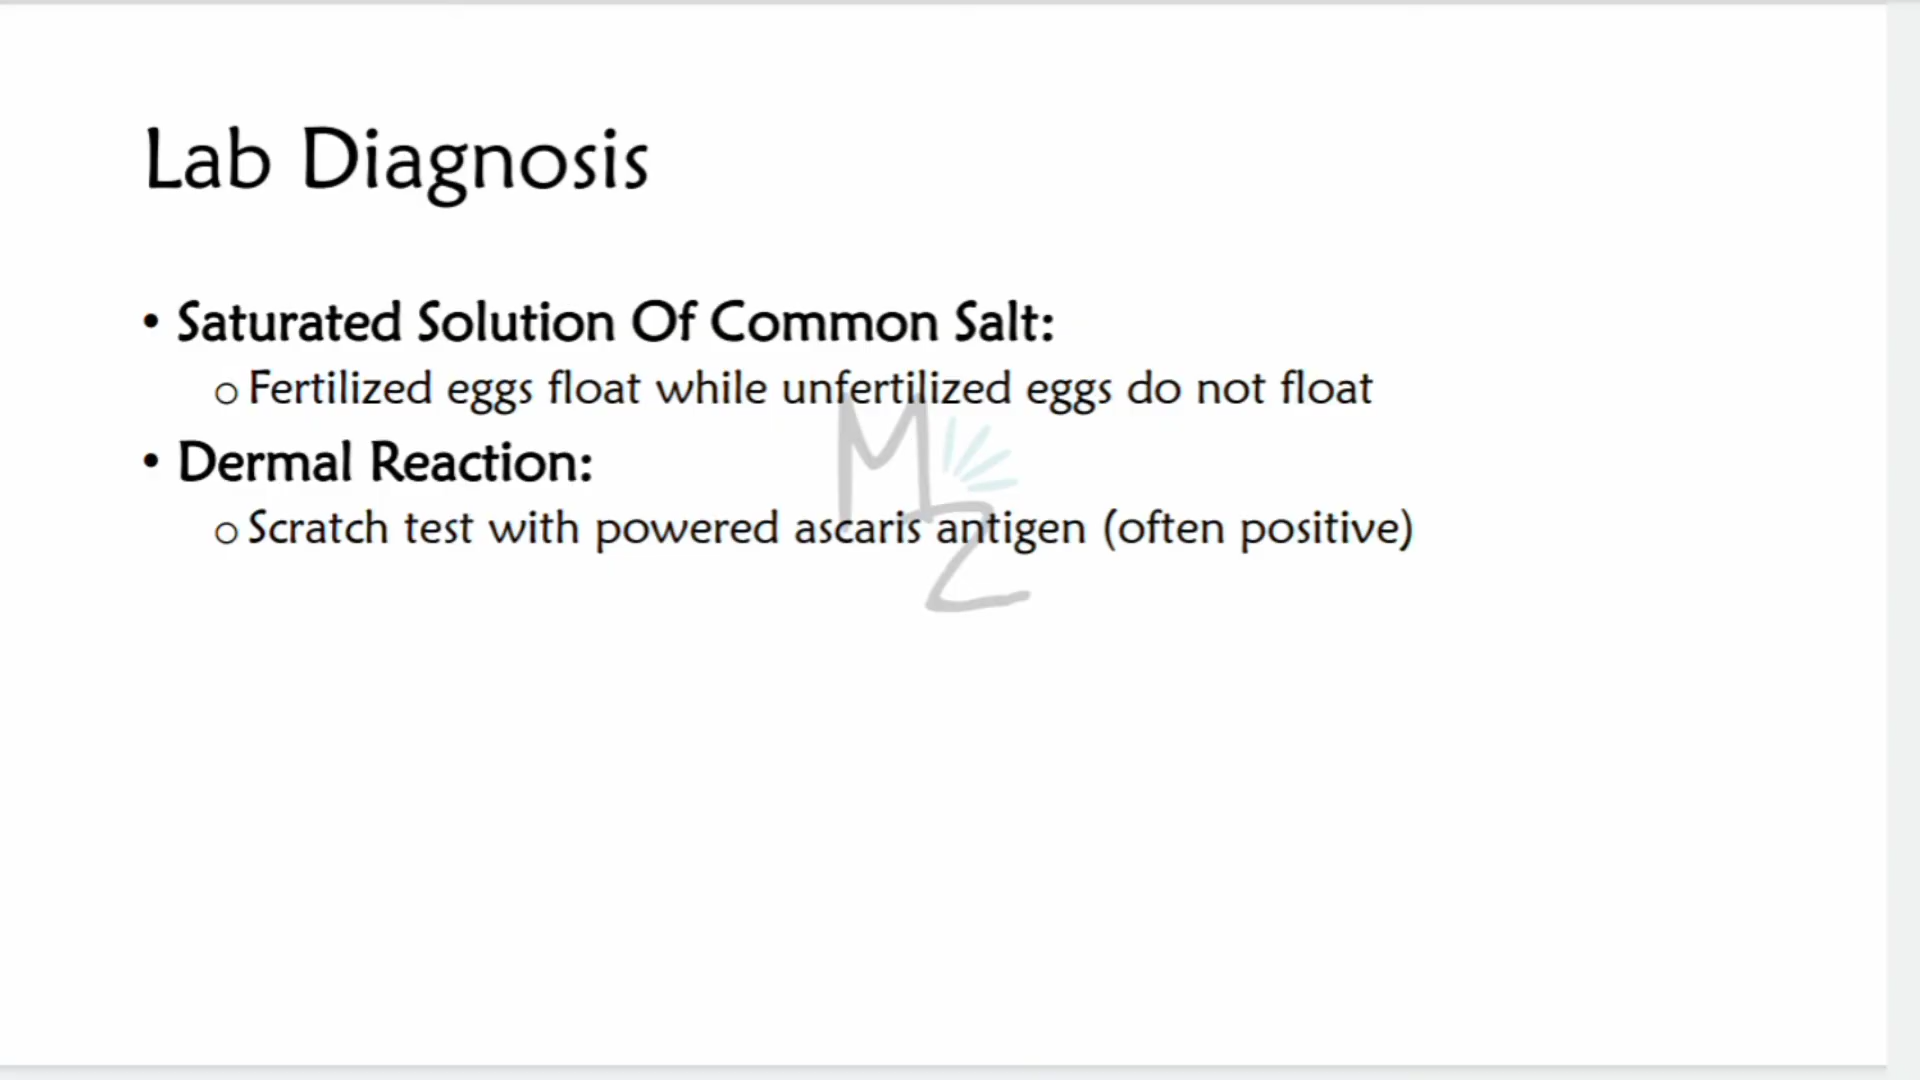 Lab Diagnosis
• Saturated Solution Of Common Salt:
o Fertilized eggs float while unfertilized eggs do not float
• Dermal Reaction:
o Scratch test with powered ascaris antigen (often positive)
MZ